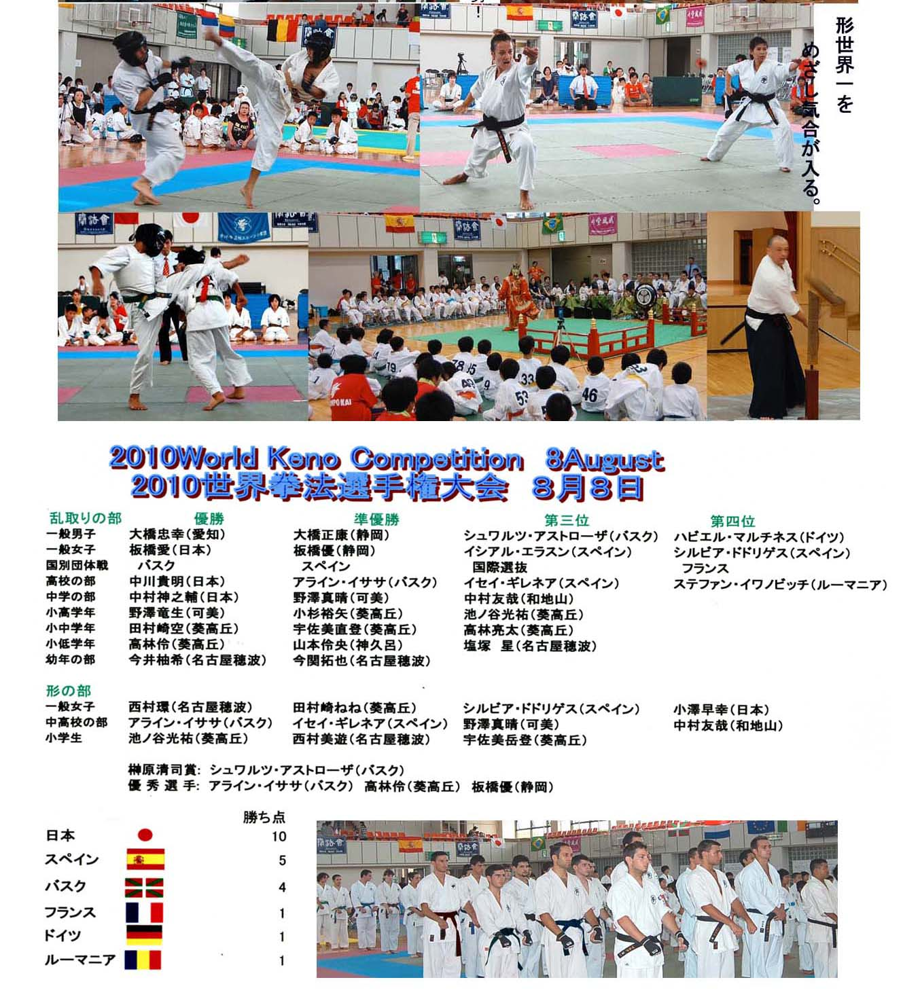 形世界一を
めざし気合が入る。
2010World Keno Competition 8August
2010世界拳法選手権大会 8月8日
乱取りの部 優勝 準優勝 第三位 第四位
一般男子 大橋忠幸(愛知) 大橋正康(静岡) シュワルツ・アストローザ(バスク) ハビエル・マルチネス(ドイツ)
一般女子 板橋愛(日本) 板橋優(静岡) イシアル・エラスン(スペイン) シルビア・ドドリゲス(スペイン)
国別団体戦 バスク スペイン 国際選抜 フランス
高校の部 中川貴明(日本) アライン・イササ(バスク) イセイ・ギレネア(スペイン) ステファン・イワノビッチ(ルーマニア)
中学の部 中村神之輔(日本) 野澤真晴(可美) 中村友哉(和地山)
小高学年 野澤竜生(可美) 小杉裕矢(葵高丘) 池ノ谷光祐(葵高丘)
小中学年 田村崎空(葵高丘) 宇佐美直登(葵高丘) 高林亮太(葵高丘)
小低学年 高林伶(葵高丘) 山本伶央(神久呂) 塩塚 星(名古屋穂波)
幼年の部 今井柚希(名古屋穂波) 今関拓也(名古屋穂波)
形の部
一般女子 西村環(名古屋穂波) 田村崎ねね(葵高丘) シルビア・ドドリゲス(スペイン) 小澤早幸(日本)
中高校の部 アライン・イササ(バスク) イセイ・ギレネア(スペイン) 野澤真晴(可美) 中村友哉(和地山)
小学生 池ノ谷光祐(葵高丘) 西村美遊(名古屋穂波) 宇佐美岳登(葵高丘)
榊原清司賞: シュワルツ・アストローザ(バスク)
優秀選手: アライン・イササ(バスク) 高林伶(葵高丘) 板橋優(静岡)
勝ち点
日本 10
スペイン 5
バスク 4
フランス 1
ドイツ 1
ルーマニア 1